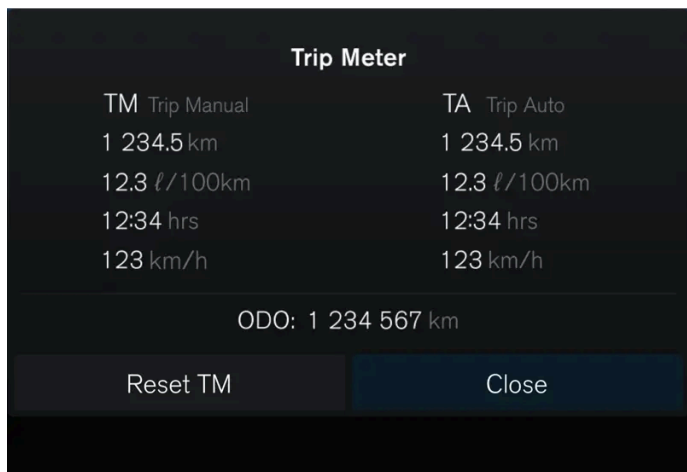 Trip Meter
TM Trip Manual
1 234.5 km
12.3 ℓ/100km
12:34 hrs
123 km/h
TA Trip Auto
1 234.5 km
12.3 ℓ/100km
12:34 hrs
123 km/h
ODO: 1 234 567 km
Reset TM
Close